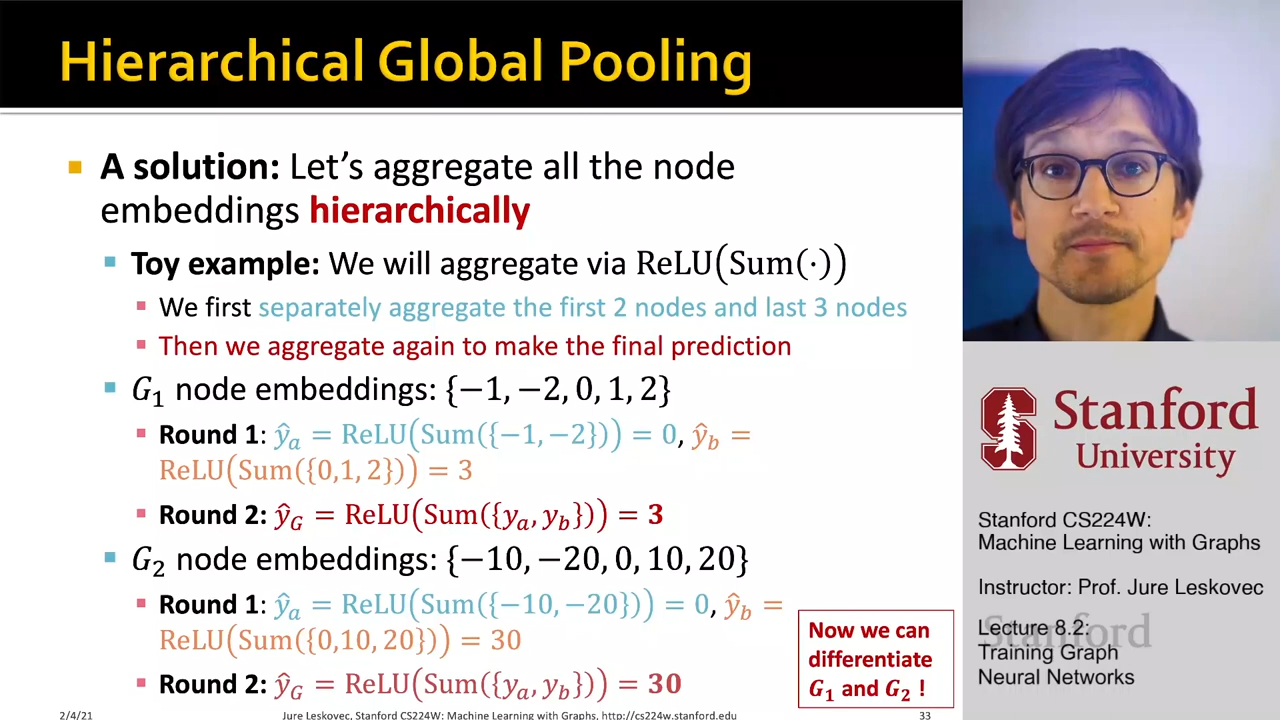 Hierarchical Global Pooling
A solution: Let's aggregate all the node
embeddings hierarchically
Toy example: We will aggregate via ReLU(Sum(·))
We first separately aggregate the first 2 nodes and last 3 nodes
Then we aggregate again to make the final prediction
G₁ node embeddings: {−1, −2, 0, 1, 2}
Round 1: ŷₐ = ReLU(Sum({−1, −2})) = 0, ŷ_b =
ReLU(Sum({0,1, 2})) = 3
Round 2: ŷ_G = ReLU(Sum({yₐ, y_b})) = 3
G₂ node embeddings: {−10, −20, 0, 10, 20}
Round 1: ŷₐ = ReLU(Sum({−10, −20})) = 0, ŷ_b =
ReLU(Sum({0,10, 20})) = 30
Round 2: ŷ_G = ReLU(Sum({yₐ, y_b})) = 30
Now we can
differentiate
G₁ and G₂ !
2/4/21
Jure Leskovec, Stanford CS224W: Machine Learning with Graphs, http://cs224w.stanford.edu
33
Stanford
University
Stanford CS224W:
Machine Learning with Graphs
Instructor: Prof. Jure Leskovec
Stanford
Lecture 8.2:
Training Graph
Neural Networks